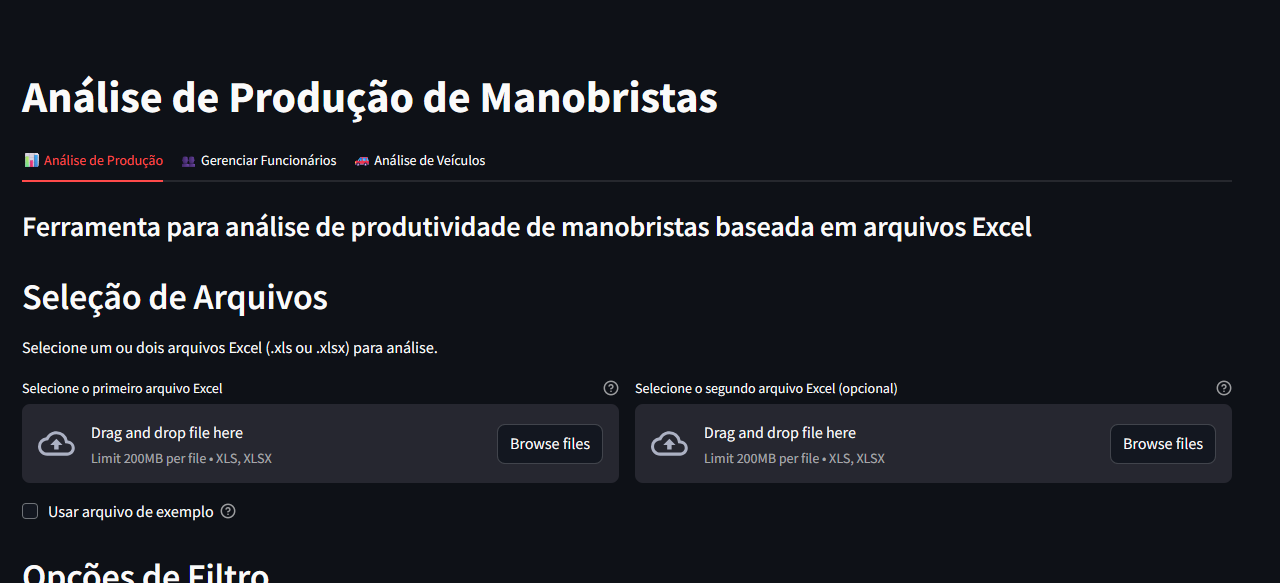 Análise de Produção de Manobristas
Análise de Produção Gerenciar Funcionários Análise de Veículos
Ferramenta para análise de produtividade de manobristas baseada em arquivos Excel
Seleção de Arquivos
Selecione um ou dois arquivos Excel (.xls ou .xlsx) para análise.
Selecione o primeiro arquivo Excel
Drag and drop file here
Limit 200MB per file • XLS, XLSX
Browse files
Selecione o segundo arquivo Excel (opcional)
Drag and drop file here
Limit 200MB per file • XLS, XLSX
Browse files
Usar arquivo de exemplo
Opções de Filtro